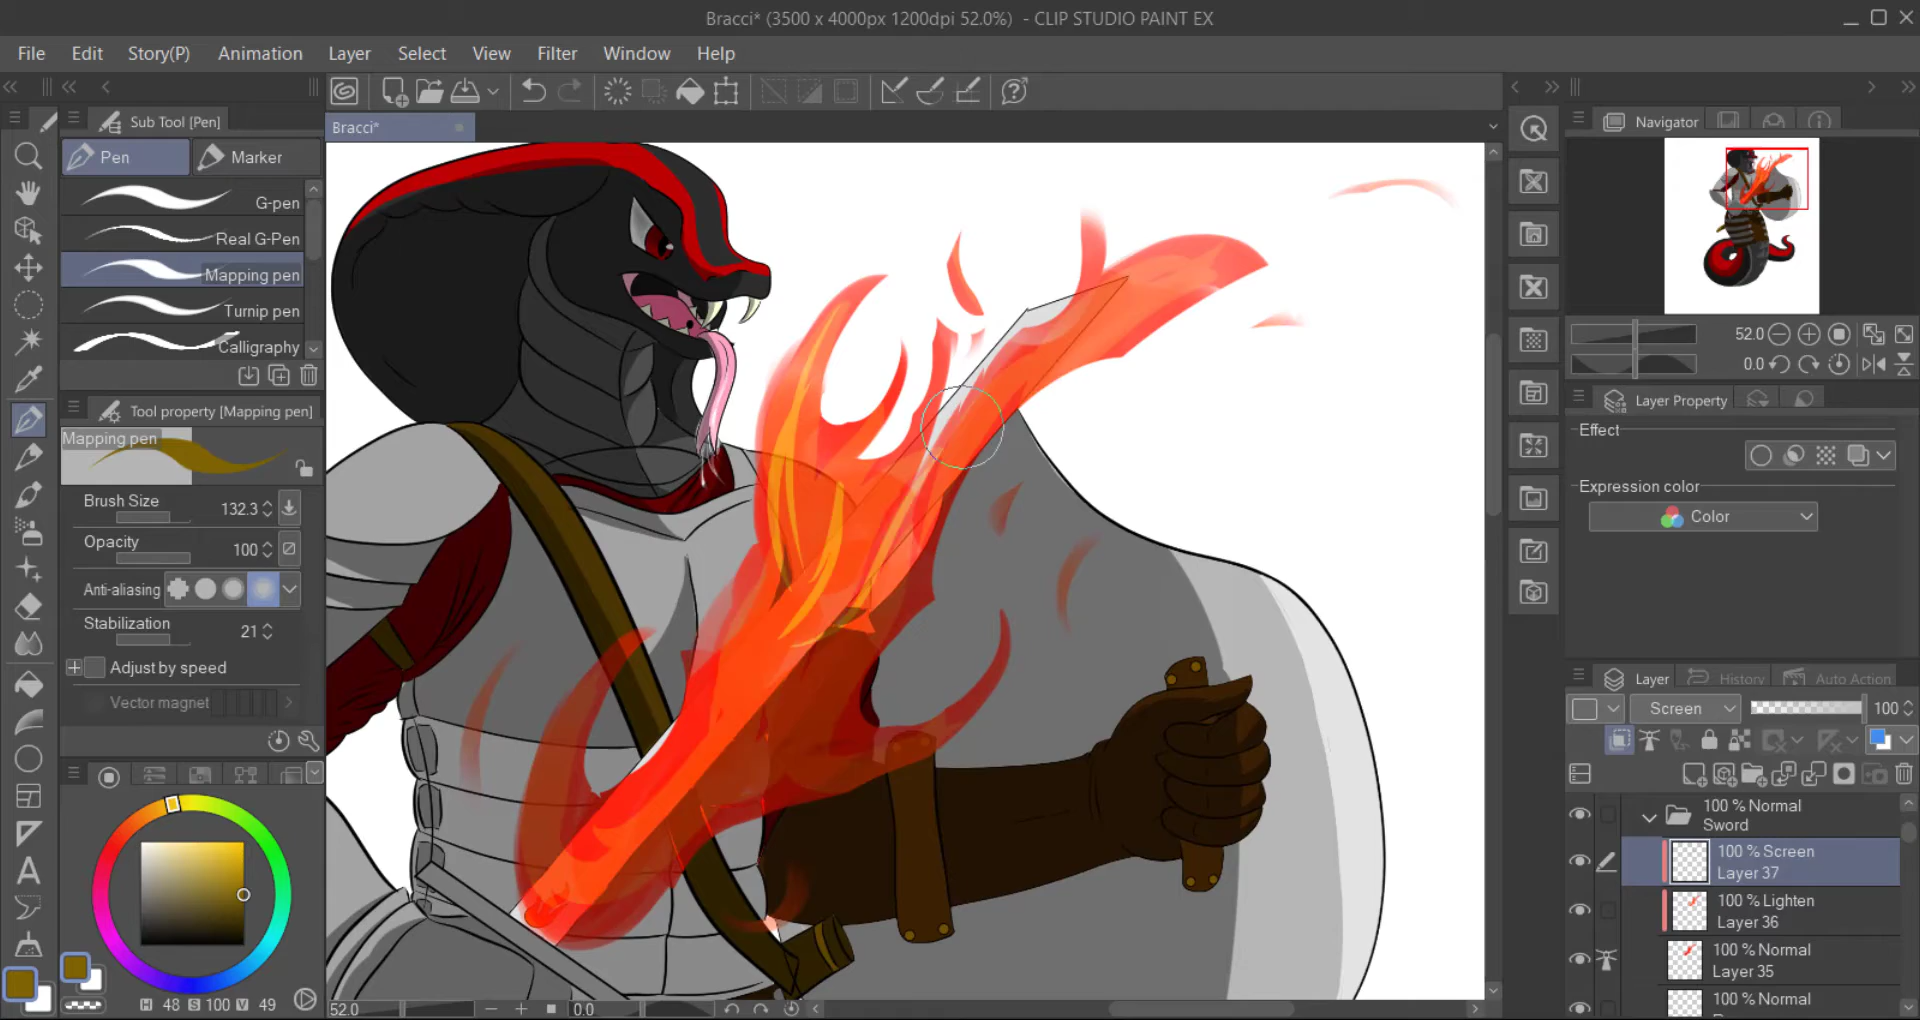 Bracci* (3500 x 4000px 1200dpi 52.0%) - CLIP STUDIO PAINT EX
File Edit Story(P) Animation Layer Select View Filter Window Help
Sub Tool [Pen]
Pen
Marker
G-pen
Real G-Pen
Mapping pen
Turnip pen
Calligraphy
Tool property [Mapping pen]
Mapping pen
Brush Size
132.3
Opacity
100
Anti-aliasing
Stabilization
21
Adjust by speed
Vector magnet
H 48 S 100 V 49
Bracci*
52.0
0.0
Navigator
52.0
0.0
Layer Property
Effect
Expression color
Color
Layer History Auto Action
Screen
100
100 % Normal
Sword
100 % Screen
Layer 37
100 % Lighten
Layer 36
100 % Normal
Layer 35
100 % Normal